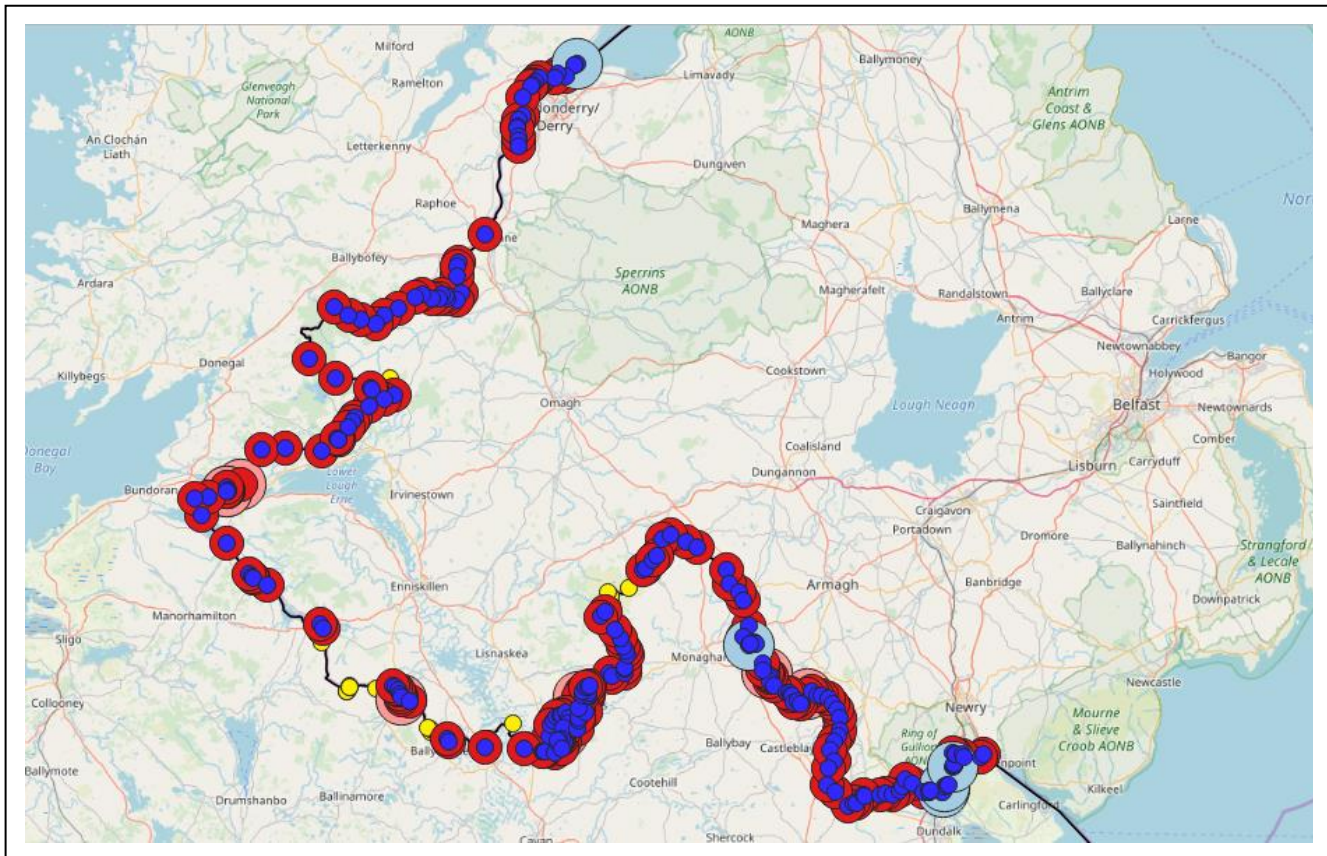 Milford
AONB
Limavady
Ballymoney
Ramelton
Glenveagh
National
Park
Antrim
Coast &
Glens AONB
An Clochán
Liath
Letterkenny
Derry
Dungiven
Raphoe
Maghera
Ballymena
Larne
Ballybofey
Ardara
Sperrins
AONB
Magherafelt
Randalstown
Ballyclare
Antrim
Carrickfergus
Donegal
Newtownabbey
Bangor
Killybegs
Holywood
Cookstown
Omagh
Lough Neagh
Belfast
Newtownards
Donegal
Bay
Coalisland
Comber
Lower
Lough
Erne
Dungannon
Lisburn
Carryduff
Bundoran
Irvinestown
Craigavon
Saintfield
Portadown
Dromore
Ballynahinch
Strangford
& Lecale
AONB
Enniskillen
Armagh
Banbridge
Downpatrick
Manorhamilton
Sligo
Lisnaskea
Monaghan
Newcastle
Collooney
Newry
Mourne
& Slieve
Croob AONB
Ring of
Ballybay
Castleblay
Ballymote
Cootehill
Kilkeel
Drumshanbo
Ballinamore
Carlingford
Shercock
Dundalk
Cavan